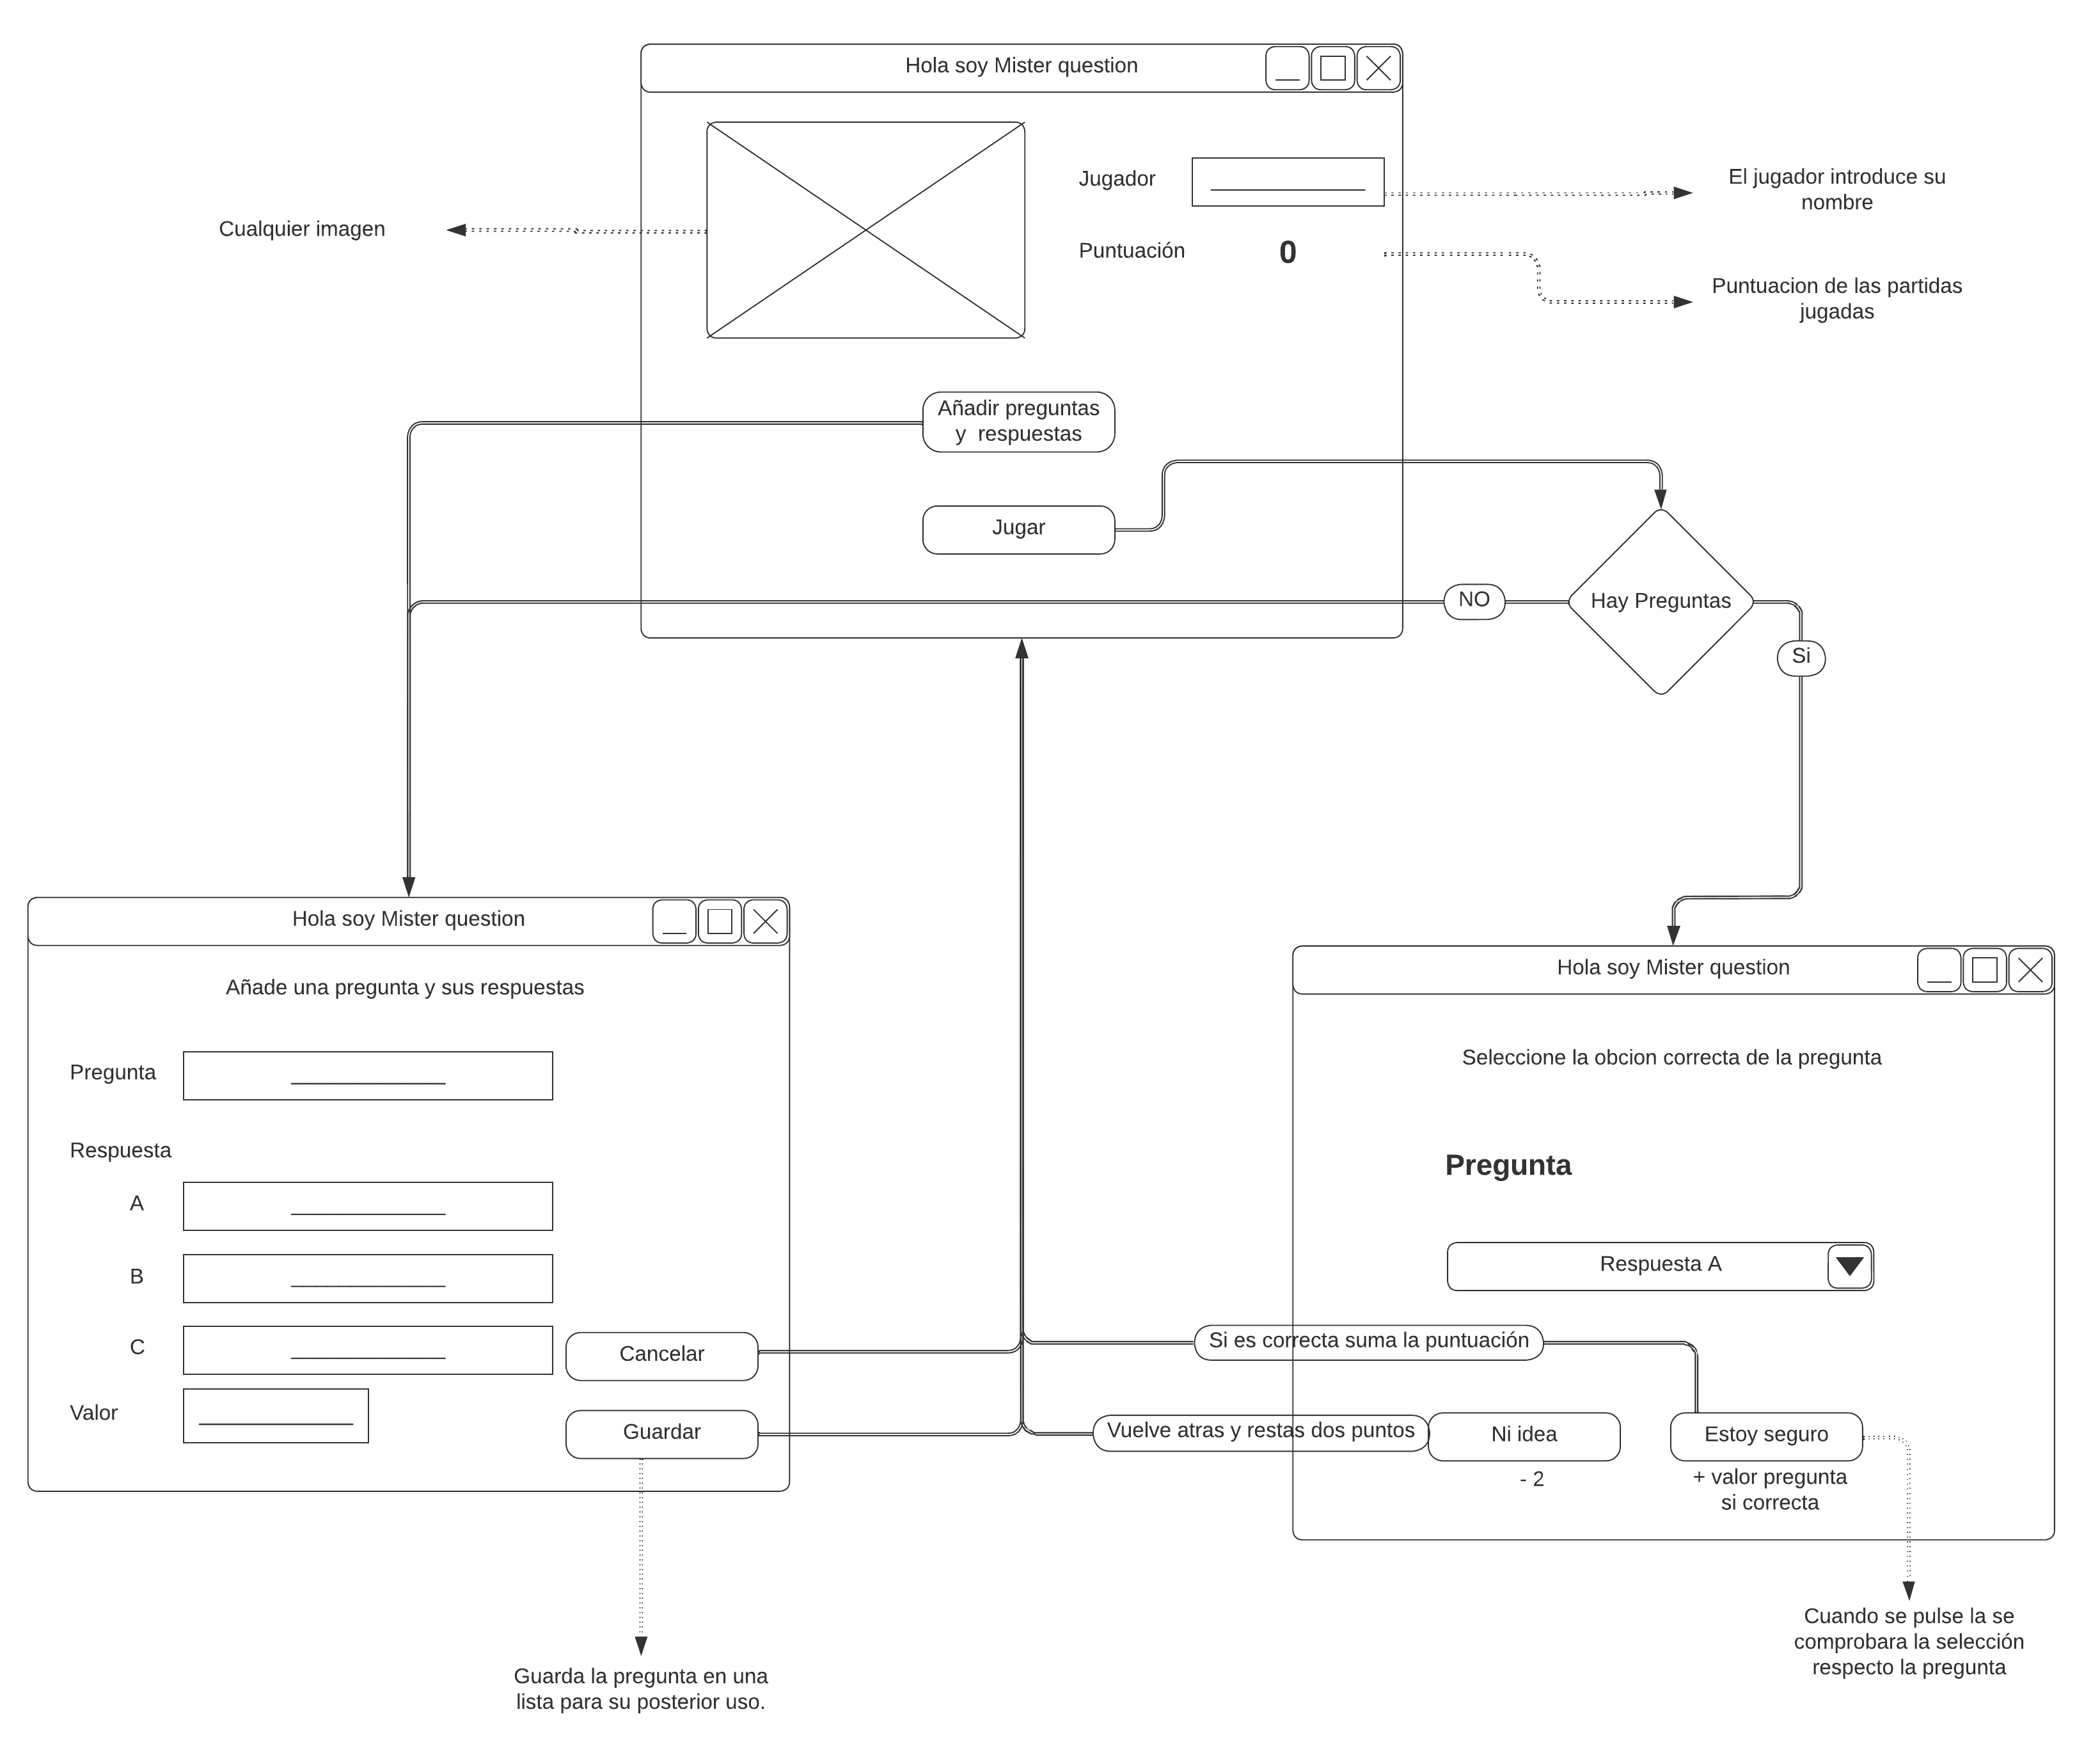 Hola soy Mister question
Jugador
El jugador introduce su
nombre
Cualquier imagen
Puntuación
0
Puntuacion de las partidas
jugadas
Añadir preguntas
y  respuestas
Jugar
NO
Hay Preguntas
Si
Hola soy Mister question
Añade una pregunta y sus respuestas
Pregunta
Respuesta
A
B
C
Cancelar
Valor
Guardar
Guarda la pregunta en una
lista para su posterior uso.
Hola soy Mister question
Seleccione la obcion correcta de la pregunta
Pregunta
Respuesta A
Si es correcta suma la puntuación
Vuelve atras y restas dos puntos
Ni idea
Estoy seguro
- 2
+ valor pregunta
si correcta
Cuando se pulse la se
comprobara la selección
respecto la pregunta